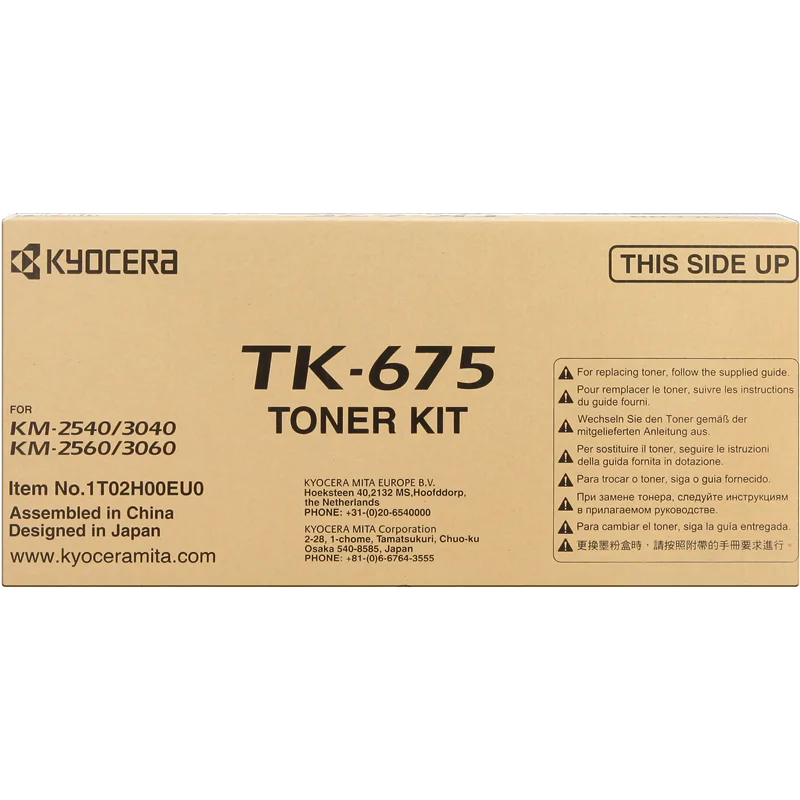 KYOCERA
THIS SIDE UP
TK-675
TONER KIT
FOR
KM-2540/3040
KM-2560/3060
Item No.1T02H00EU0
Assembled in China
Designed in Japan
www.kyoceramita.com
KYOCERA MITA EUROPE B.V.
Hoeksteen 40,2132 MS,Hoofddorp,
the Netherlands
PHONE: +31-(0)20-6540000
KYOCERA MITA Corporation
2-28, 1-chome, Tamatsukuri, Chuo-ku
Osaka 540-8585, Japan
PHONE: +81-(0)6-6764-3555
For replacing toner, follow the supplied guide.
Pour remplacer le toner, suivre les instructions
du guide fourni.
Wechseln Sie den Toner gemäß der
mitgelieferten Anleitung aus.
Per sostituire il toner, seguire le istruzioni
della guida fornita in dotazione.
Para trocar o toner, siga o guia fornecido.
При замене тонера, следуйте инструкциям
в прилагаемом руководстве.
Para cambiar el toner, siga la guía entregada.
更換墨粉盒時，請按照附帶的手冊要求進行。